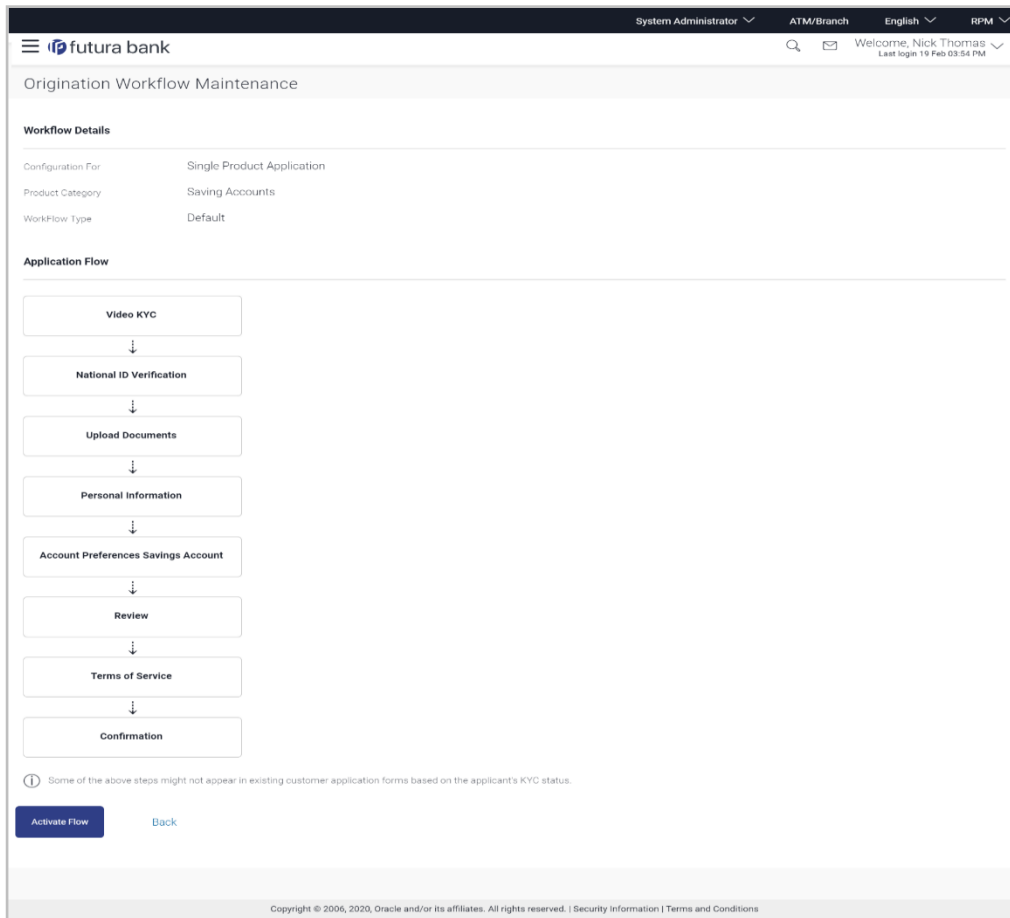 System Administrator ATM/Branch English RPM
futura bank Welcome, Nick Thomas
Last login 19 Feb 03:54 PM
Origination Workflow Maintenance
Workflow Details
Configuration For Single Product Application
Product Category Saving Accounts
WorkFlow Type Default
Application Flow
Video KYC
National ID Verification
Upload Documents
Personal Information
Account Preferences Savings Account
Review
Terms of Service
Confirmation
Some of the above steps might not appear in existing customer application forms based on the applicant's KYC status.
Activate Flow Back
Copyright © 2006, 2020, Oracle and/or its affiliates. All rights reserved. | Security Information | Terms and Conditions